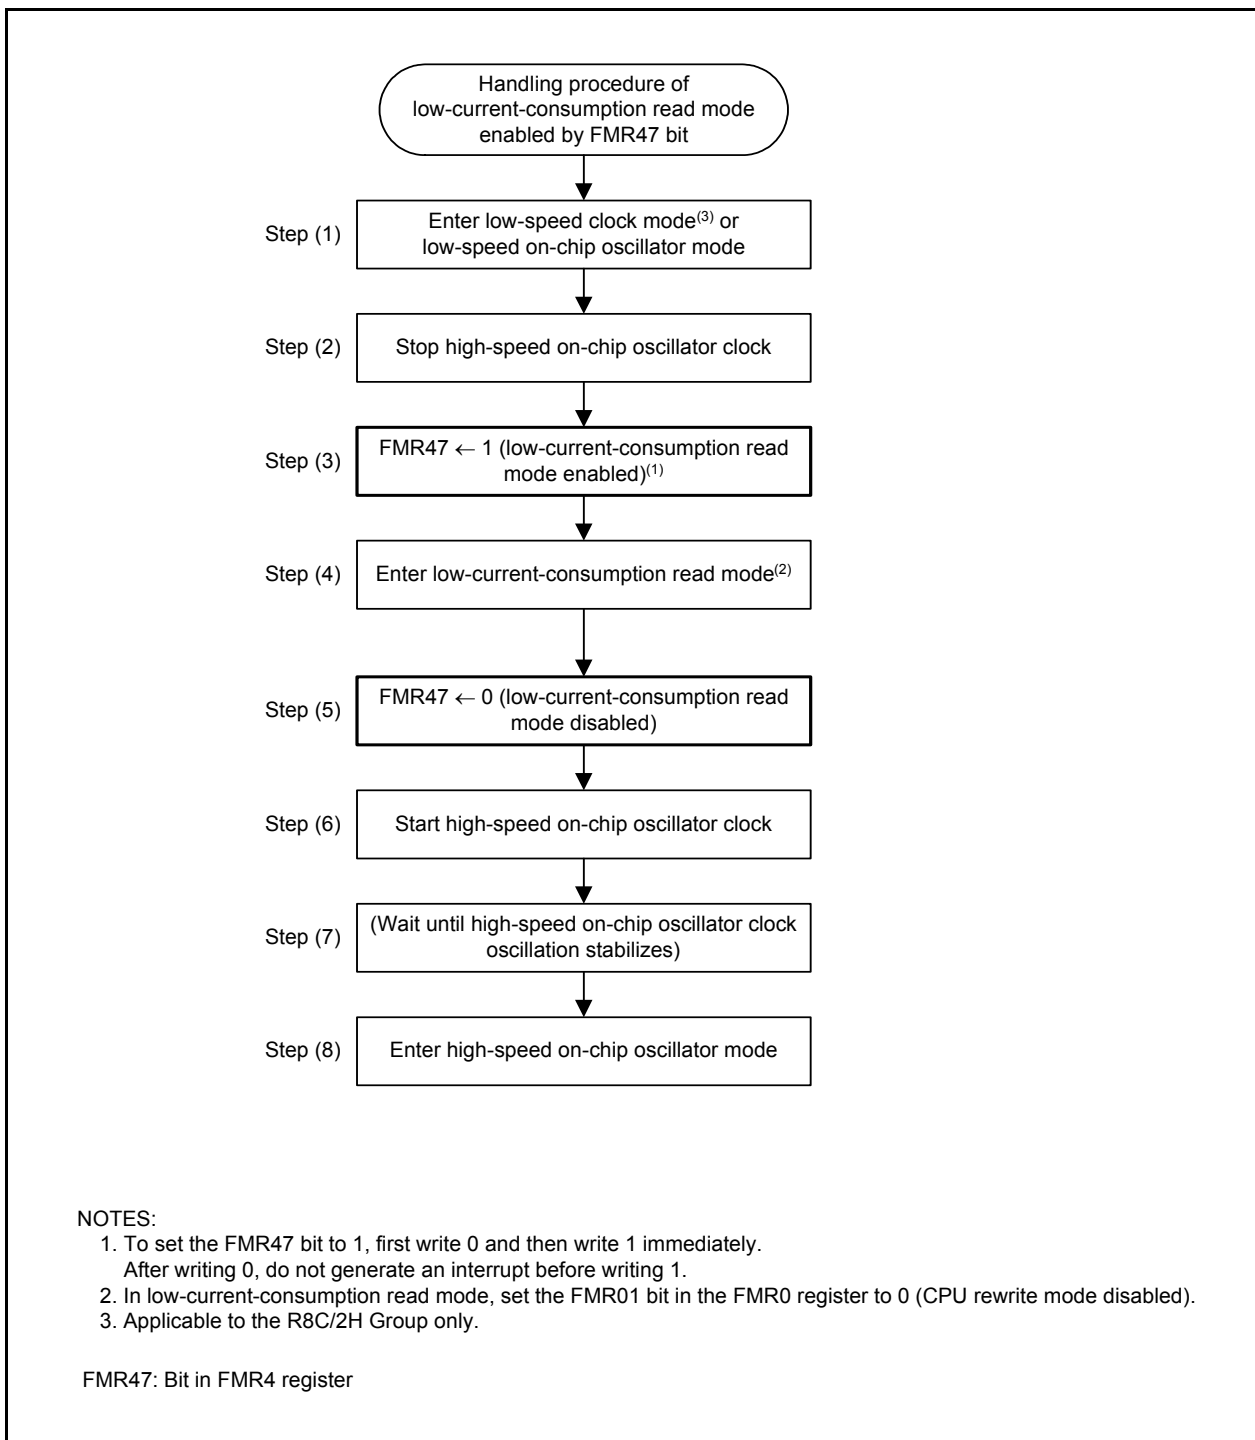 Handling procedure of
low-current-consumption read mode
enabled by FMR47 bit
Step (1)
Enter low-speed clock mode(3) or
low-speed on-chip oscillator mode
Step (2)
Stop high-speed on-chip oscillator clock
Step (3)
FMR47 ← 1 (low-current-consumption read
mode enabled)(1)
Step (4)
Enter low-current-consumption read mode(2)
Step (5)
FMR47 ← 0 (low-current-consumption read
mode disabled)
Step (6)
Start high-speed on-chip oscillator clock
Step (7)
(Wait until high-speed on-chip oscillator clock
oscillation stabilizes)
Step (8)
Enter high-speed on-chip oscillator mode
NOTES:
1. To set the FMR47 bit to 1, first write 0 and then write 1 immediately.
After writing 0, do not generate an interrupt before writing 1.
2. In low-current-consumption read mode, set the FMR01 bit in the FMR0 register to 0 (CPU rewrite mode disabled).
3. Applicable to the R8C/2H Group only.
FMR47: Bit in FMR4 register